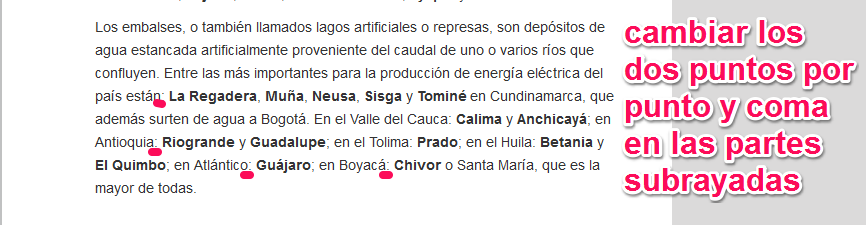 Los embalses, o también llamados lagos artificiales o represas, son depósitos de
agua estancada artificialmente proveniente del caudal de uno o varios ríos que
confluyen. Entre las más importantes para la producción de energía eléctrica del
país están: La Regadera, Muña, Neusa, Sisga y Tominé en Cundinamarca, que
además surten de agua a Bogotá. En el Valle del Cauca: Calima y Anchicayá; en
Antioquia: Riogrande y Guadalupe; en el Tolima: Prado; en el Huila: Betania y
El Quimbo; en Atlántico: Guájaro; en Boyacá: Chivor o Santa María, que es la
mayor de todas.
cambiar los
dos puntos por
punto y coma
en las partes
subrayadas